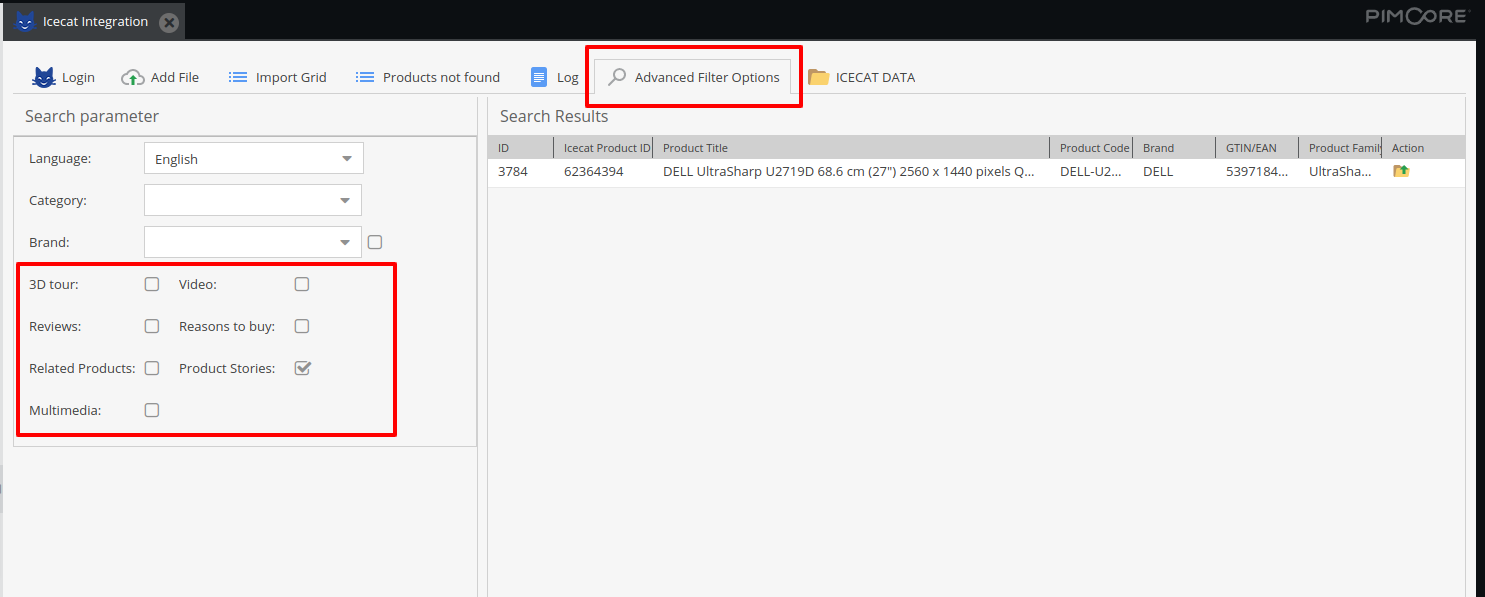 Icecat Integration
PIMCORE
Login Add File Import Grid Products not found Log Advanced Filter Options ICECAT DATA
Search parameter
Language: English
Category:
Brand:
3D tour: Video:
Reviews: Reasons to buy:
Related Products: Product Stories:
Multimedia:
Search Results
ID Icecat Product ID Product Title Product Code Brand GTIN/EAN Product Family Action
3784 62364394 DELL UltraSharp U2719D 68.6 cm (27") 2560 x 1440 pixels Q... DELL-U2... DELL 5397184... UltraSha...